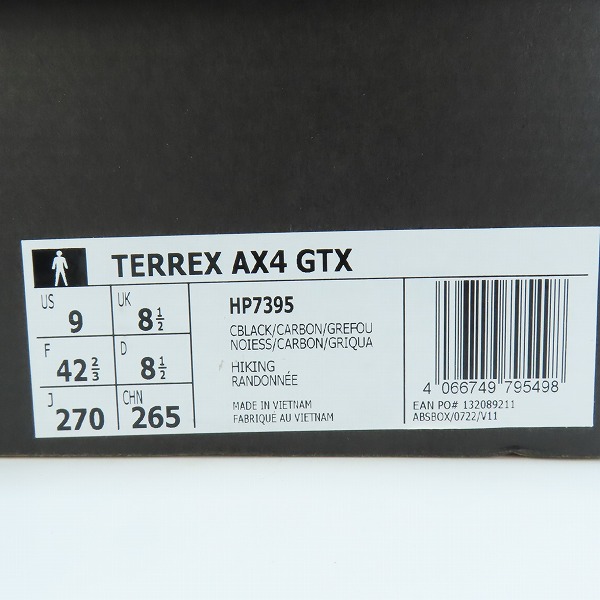 TERREX AX4 GTX
US 9 UK 8 1/2
F 42 2/3 D 8 1/2
J 270 CHN 265
HP7395
CBLACK/CARBON/GREFOU
NOIESS/CARBON/GRIQUA
HIKING
RANDONNÉE
MADE IN VIETNAM
FABRIQUÉ AU VIETNAM
4 066749 795498
EAN PO# 132089211
ABSBOX/0722/V11